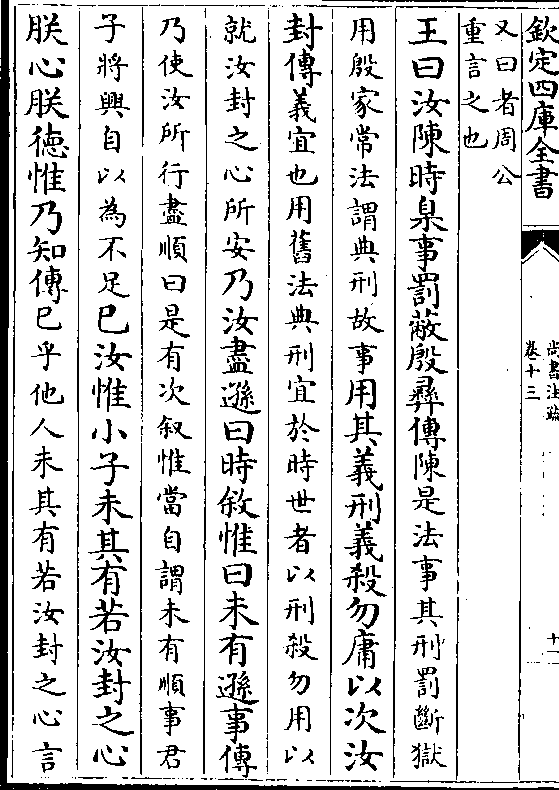 欽定四庫全書
尚書注疏
卷十三
十一
又曰者周公
重言之也
王曰汝陳時臬事罰蔽殷彝傳陳是法事其刑罰斷獄
用殷家常法謂典刑故事用其義刑義殺勿庸以次汝
封傳義宜也用舊法典刑宜於時世者以刑殺勿用以
就汝封之心所安乃汝盡遜曰時敘惟曰未有遜事傳
乃使汝所行盡順曰是有次叙惟當自謂未有順事君
子將興自以為不足已汝惟小子未其有若汝封之心
朕心朕徳惟乃知傳已乎他人未其有若汝封之心言